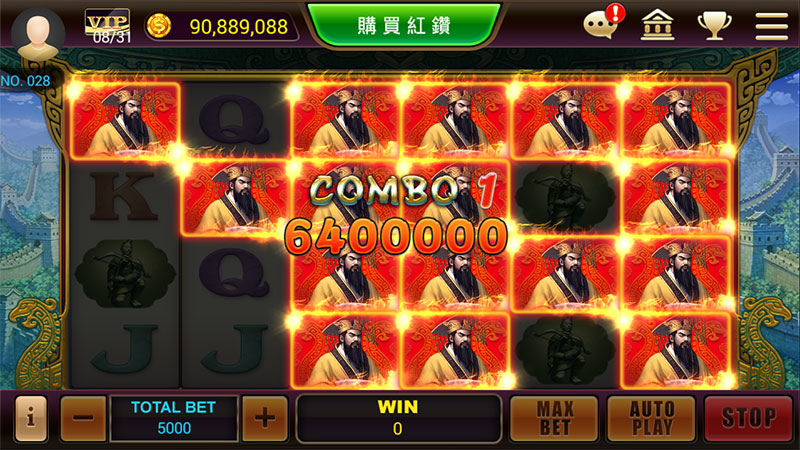 VIP
08/31
90,889,088
購買紅鑽
!
NO. 028
Q
K
COMBO 1
6400000
Q
J
J
i
−
TOTAL BET
5000
+
WIN
0
MAX
BET
AUTO
PLAY
STOP